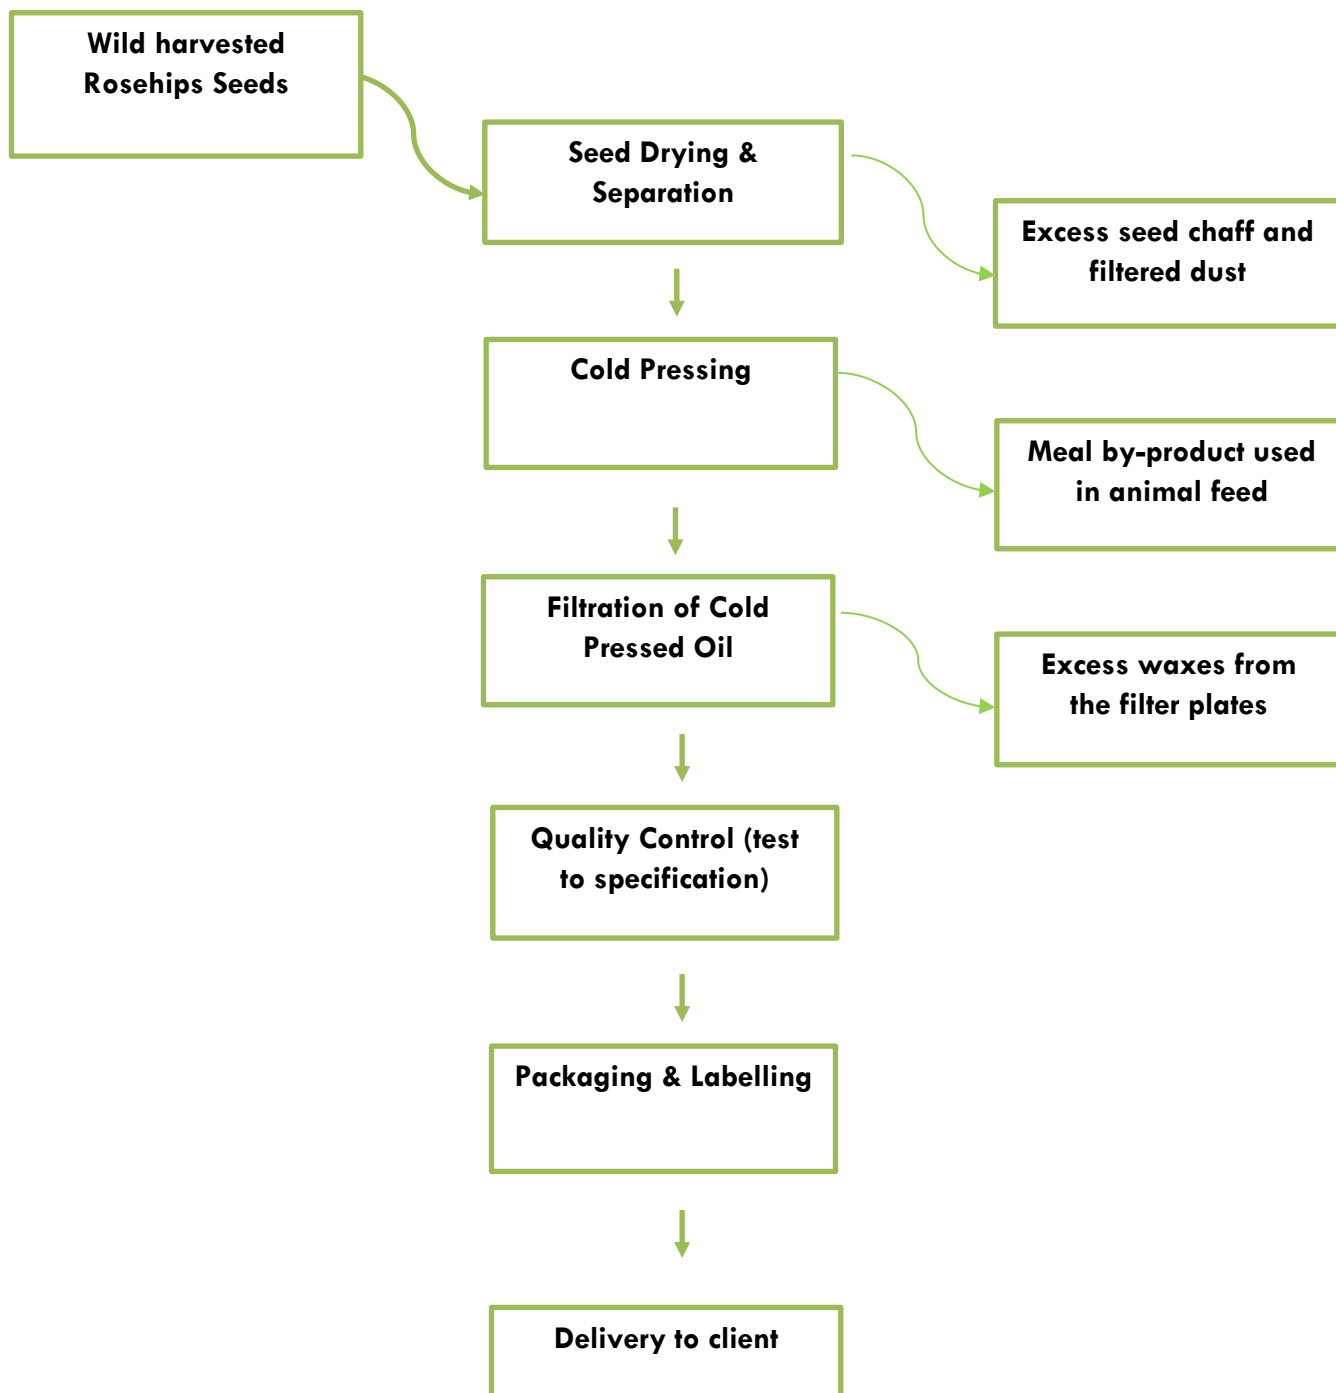 Wild harvested
Rosehips Seeds
Seed Drying &
Separation
Excess seed chaff and
filtered dust
Cold Pressing
Meal by-product used
in animal feed
Filtration of Cold
Pressed Oil
Excess waxes from
the filter plates
Quality Control (test
to specification)
Packaging & Labelling
Delivery to client